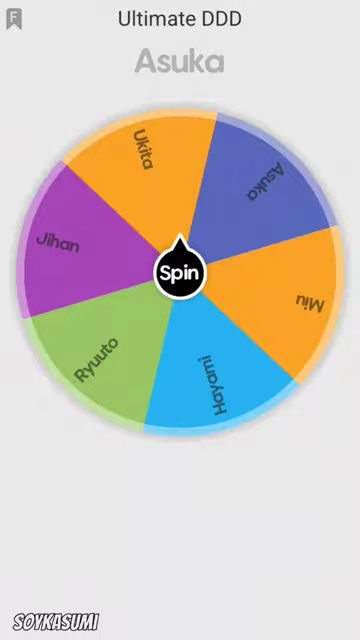 F
Ultimate DDD
Asuka
Ukita
Asuka
Jihan
Spin
Miu
Ryuuto
Hayami
SOYKASUMI